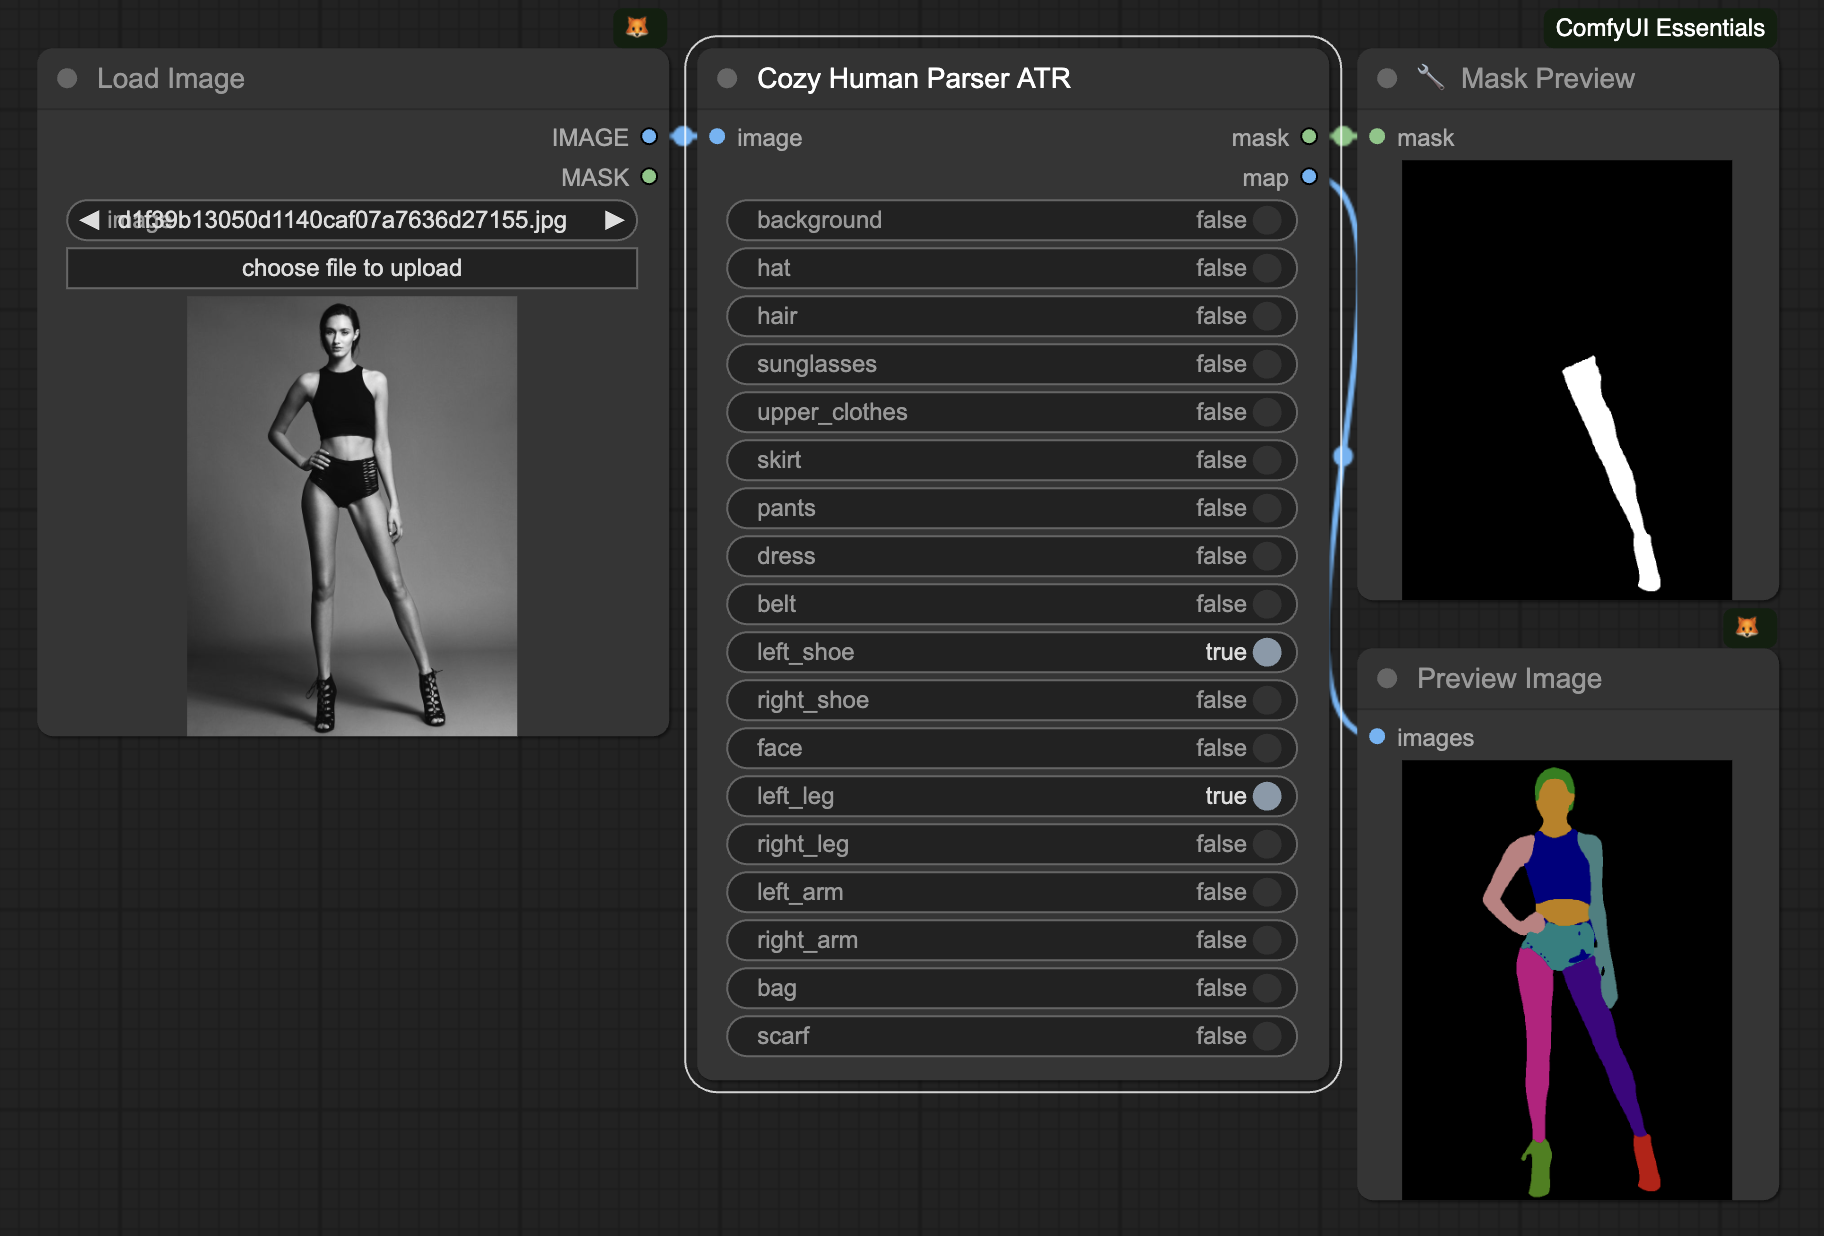 ComfyUI Essentials
Load Image
IMAGE
MASK
image
d1f39b13050d1140caf07a7636d27155.jpg
choose file to upload
Cozy Human Parser ATR
image
mask
map
background false
hat false
hair false
sunglasses false
upper_clothes false
skirt false
pants false
dress false
belt false
left_shoe true
right_shoe false
face false
left_leg true
right_leg false
left_arm false
right_arm false
bag false
scarf false
Mask Preview
mask
Preview Image
images